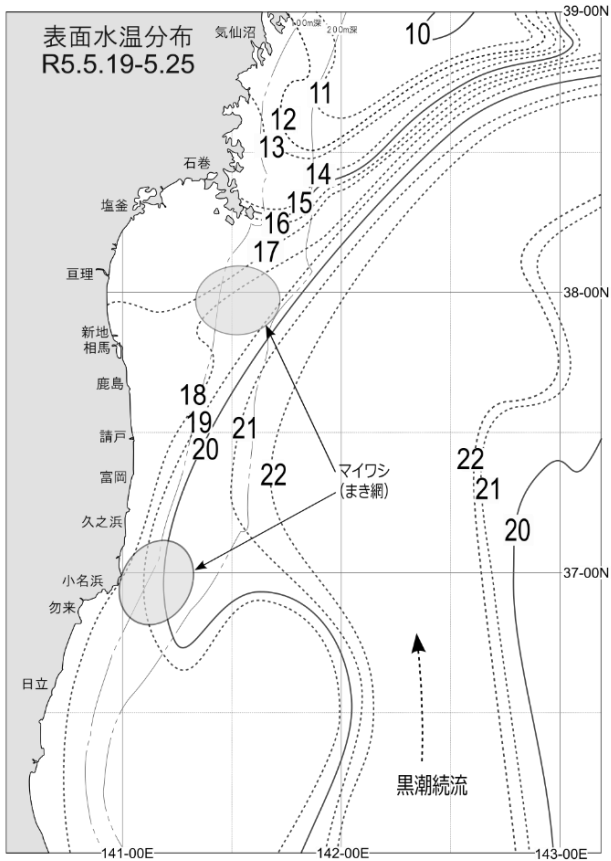 表面水温分布
R5.5.19-5.25
気仙沼
100m深
200m深
39-00N
10
11
12
13
石巻
14
15
塩釜
16
17
亘理
38-00N
新地
相馬
鹿島
18
19
20
21
請戸
22
富岡
マイワシ
(まき網)
22
21
20
久之浜
小名浜
37-00N
勿来
日立
黒潮続流
141-00E
142-00E
143-00E